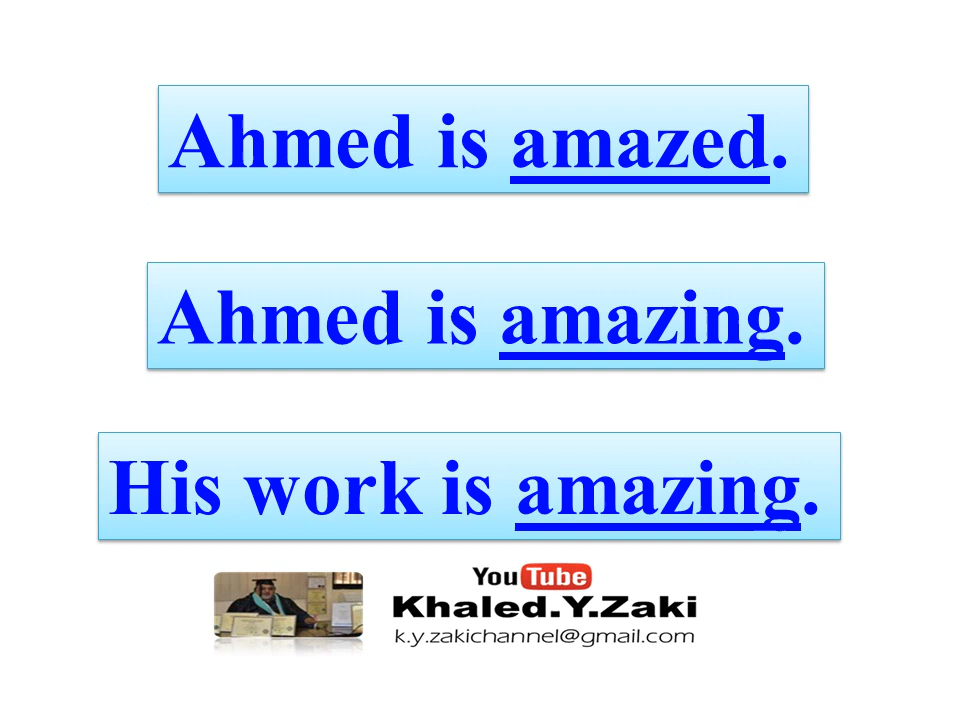 Ahmed is amazed.
Ahmed is amazing.
His work is amazing.
YouTube
Khaled.Y.Zaki
k.y.zakichannel@gmail.com